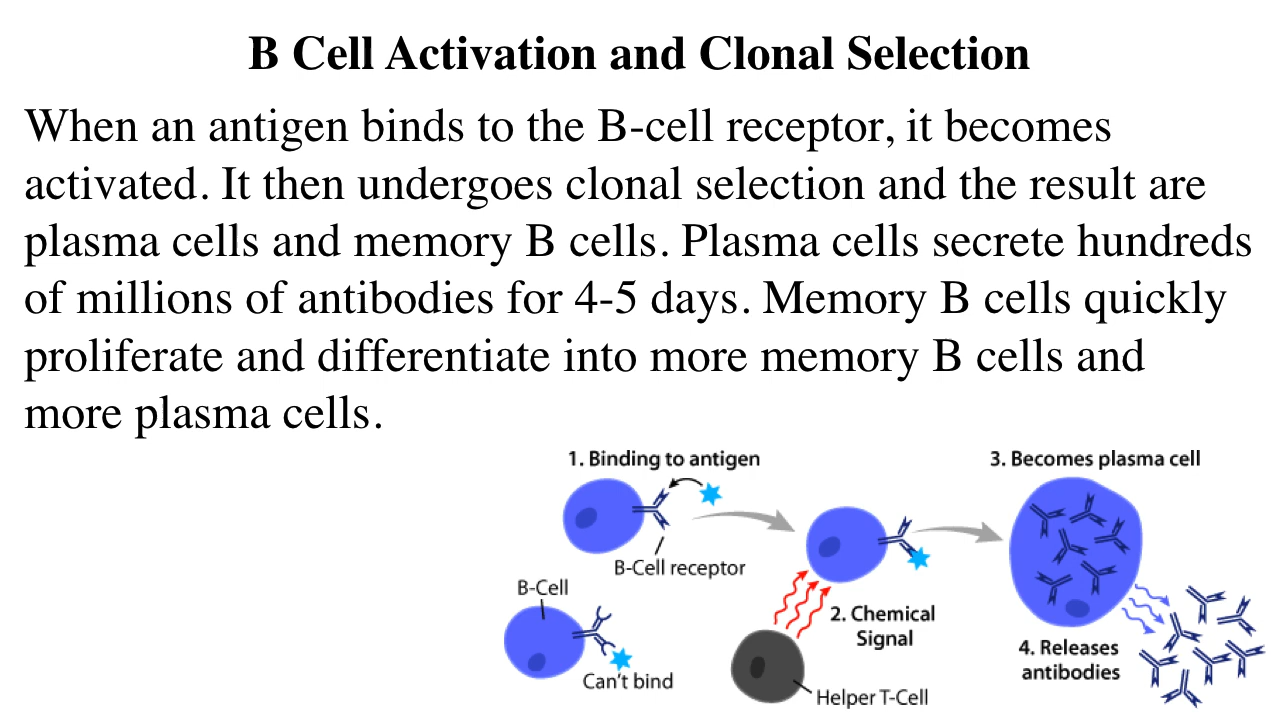 B Cell Activation and Clonal Selection
When an antigen binds to the B-cell receptor, it becomes
activated. It then undergoes clonal selection and the result are
plasma cells and memory B cells. Plasma cells secrete hundreds
of millions of antibodies for 4-5 days. Memory B cells quickly
proliferate and differentiate into more memory B cells and
more plasma cells.
1. Binding to antigen
3. Becomes plasma cell
B-Cell receptor
B-Cell
2. Chemical
Signal
4. Releases
antibodies
Can't bind
Helper T-Cell